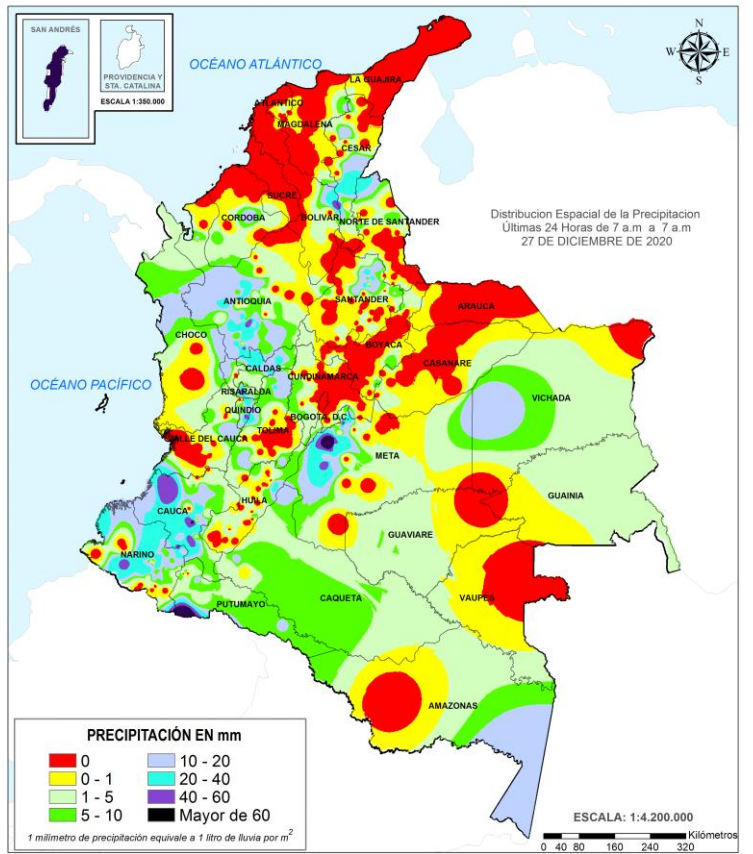 SAN ANDRÉS
PROVIDENCIA Y
STA. CATALINA
ESCALA 1:350.000
OCÉANO ATLÁNTICO
N
W
E
S
LA GUAJIRA
ATLANTICO
MAGDALENA
CESAR
SUCRE
CORDOBA
BOLIVAR
NORTE DE SANTANDER
Distribucion Espacial de la Precipitacion
Últimas 24 Horas de 7 a.m a 7 a.m
27 DE DICIEMBRE DE 2020
ANTIOQUIA
SANTANDER
ARAUCA
CHOCO
BOYACA
CASANARE
CALDAS
CUNDINAMARCA
OCÉANO PACÍFICO
RISARALDA
VICHADA
QUINDIO
BOGOTA, D.C.
TOLIMA
VALLE DEL CAUCA
META
GUAINIA
HUILA
CAUCA
GUAVIARE
NARINO
CAQUETA
VAUPES
PUTUMAYO
AMAZONAS
PRECIPITACIÓN EN mm
0
10 - 20
0 - 1
20 - 40
1 - 5
40 - 60
5 - 10
Mayor de 60
1 milímetro de precipitación equivale a 1 litro de lluvia por m2
ESCALA: 1:4.200.000
Kilómetros
0 40 80 160 240 320